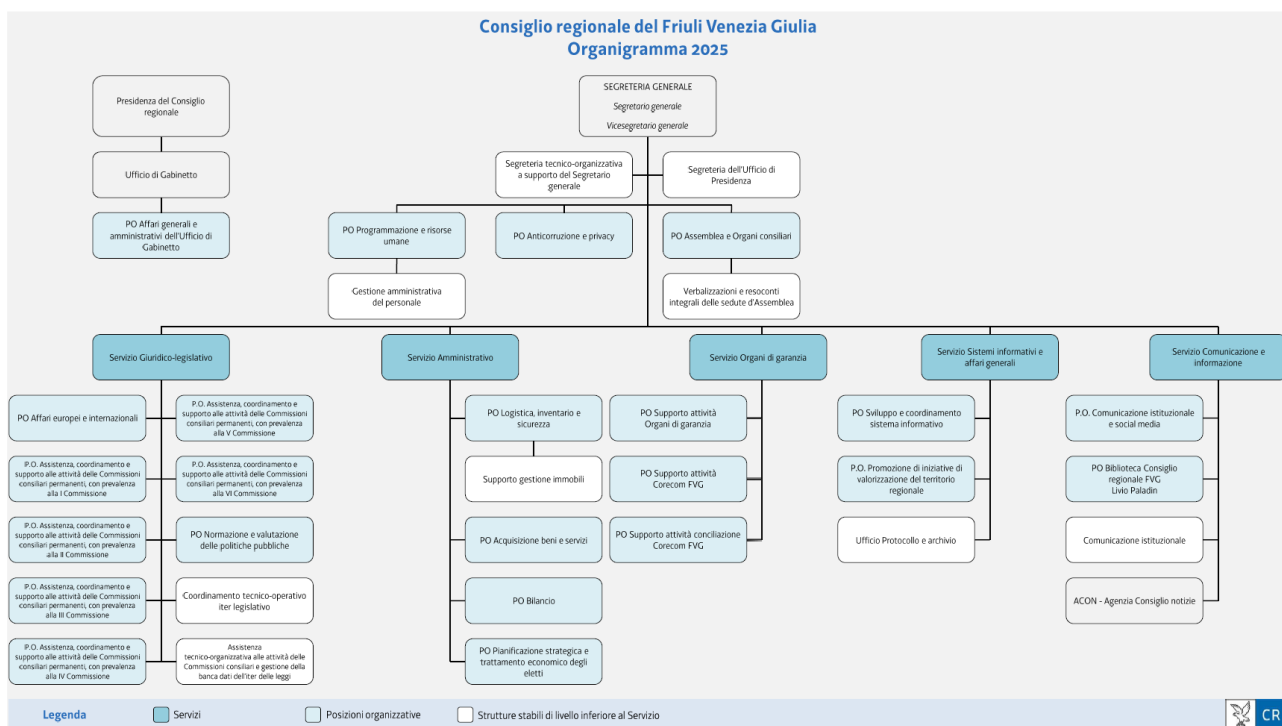 Consiglio regionale del Friuli Venezia Giulia
Organigramma 2025
Presidenza del Consiglio
regionale
SEGRETERIA GENERALE
Segretario generale
Vicesegretario generale
Ufficio di Gabinetto
Segreteria tecnico-organizzativa
a supporto del Segretario
generale
Segreteria dell'Ufficio di
Presidenza
PO Affari generali e
amministrativi dell'Ufficio di
Gabinetto
PO Programmazione e risorse
umane
PO Anticorruzione e privacy
PO Assemblea e Organi consiliari
Gestione amministrativa
del personale
Verbalizzazioni e resoconti
integrali delle sedute d'Assemblea
Servizio Giuridico-legislativo
Servizio Amministrativo
Servizio Organi di garanzia
Servizio Sistemi informativi e
affari generali
Servizio Comunicazione e
informazione
PO Affari europei e internazionali
P.O. Assistenza, coordinamento e
supporto alle attività delle Commissioni
consiliari permanenti, con prevalenza
alla V Commissione
P.O. Assistenza, coordinamento e
supporto alle attività delle Commissioni
consiliari permanenti, con prevalenza
alla I Commissione
P.O. Assistenza, coordinamento e
supporto alle attività delle Commissioni
consiliari permanenti, con prevalenza
alla VI Commissione
P.O. Assistenza, coordinamento e
supporto alle attività delle Commissioni
consiliari permanenti, con prevalenza
alla II Commissione
PO Normazione e valutazione
delle politiche pubbliche
P.O. Assistenza, coordinamento e
supporto alle attività delle Commissioni
consiliari permanenti, con prevalenza
alla III Commissione
Coordinamento tecnico-operativo
iter legislativo
P.O. Assistenza, coordinamento e
supporto alle attività delle Commissioni
consiliari permanenti, con prevalenza
alla IV Commissione
Assistenza
tecnico-organizzativa alle attività delle
Commissioni consiliari e gestione della
banca dati dell'iter delle leggi
PO Logistica, inventario e
sicurezza
Supporto gestione immobili
PO Acquisizione beni e servizi
PO Bilancio
PO Pianificazione strategica e
trattamento economico degli
eletti
PO Supporto attività
Organi di garanzia
PO Supporto attività
Corecom FVG
PO Supporto attività conciliazione
Corecom FVG
PO Sviluppo e coordinamento
sistema informativo
P.O. Promozione di iniziative di
valorizzazione del territorio
regionale
Ufficio Protocollo e archivio
P.O. Comunicazione istituzionale
e social media
PO Biblioteca Consiglio
regionale FVG
Livio Paladin
Comunicazione istituzionale
ACON - Agenzia Consiglio notizie
Legenda
Servizi
Posizioni organizzative
Strutture stabili di livello inferiore al Servizio
CR